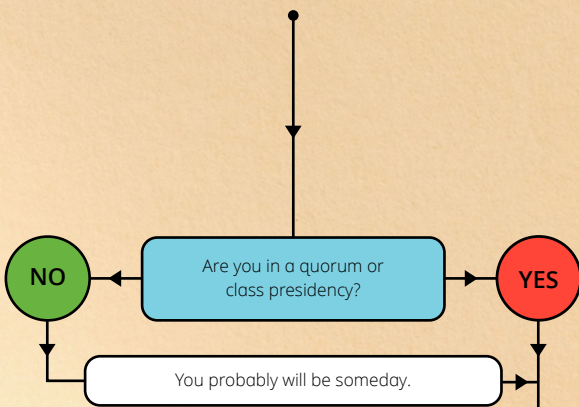 Are you in a quorum or
class presidency?
NO
YES
You probably will be someday.